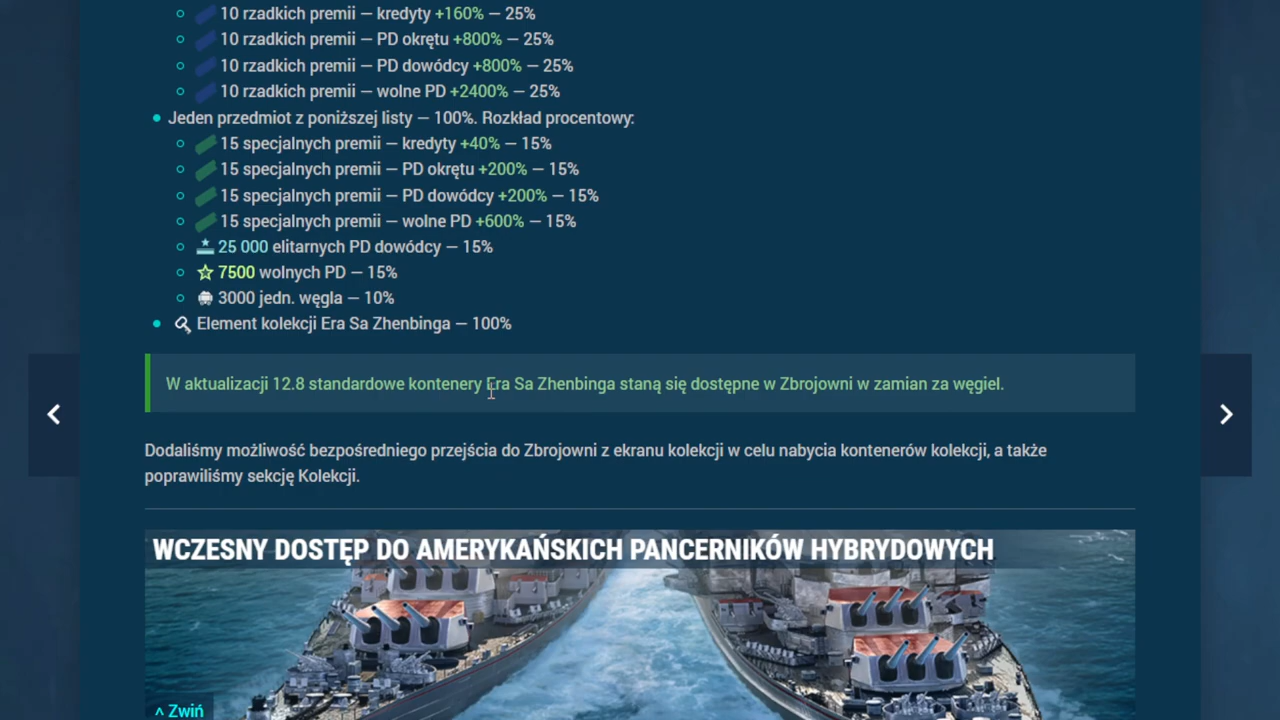 10 rzadkich premii — kredyty +160% — 25%
10 rzadkich premii — PD okrętu +800% — 25%
10 rzadkich premii — PD dowódcy +800% — 25%
10 rzadkich premii — wolne PD +2400% — 25%
Jeden przedmiot z poniższej listy — 100%. Rozkład procentowy:
15 specjalnych premii — kredyty +40% — 15%
15 specjalnych premii — PD okrętu +200% — 15%
15 specjalnych premii — PD dowódcy +200% — 15%
15 specjalnych premii — wolne PD +600% — 15%
25 000 elitarnych PD dowódcy — 15%
7500 wolnych PD — 15%
3000 jedn. węgla — 10%
Element kolekcji Era Sa Zhenbinga — 100%
W aktualizacji 12.8 standardowe kontenery Era Sa Zhenbinga staną się dostępne w Zbrojowni w zamian za węgiel.
Dodaliśmy możliwość bezpośredniego przejścia do Zbrojowni z ekranu kolekcji w celu nabycia kontenerów kolekcji, a także
poprawiliśmy sekcję Kolekcji.
WCZESNY DOSTĘP DO AMERYKAŃSKICH PANCERNIKÓW HYBRYDOWYCH
^ Zwiń